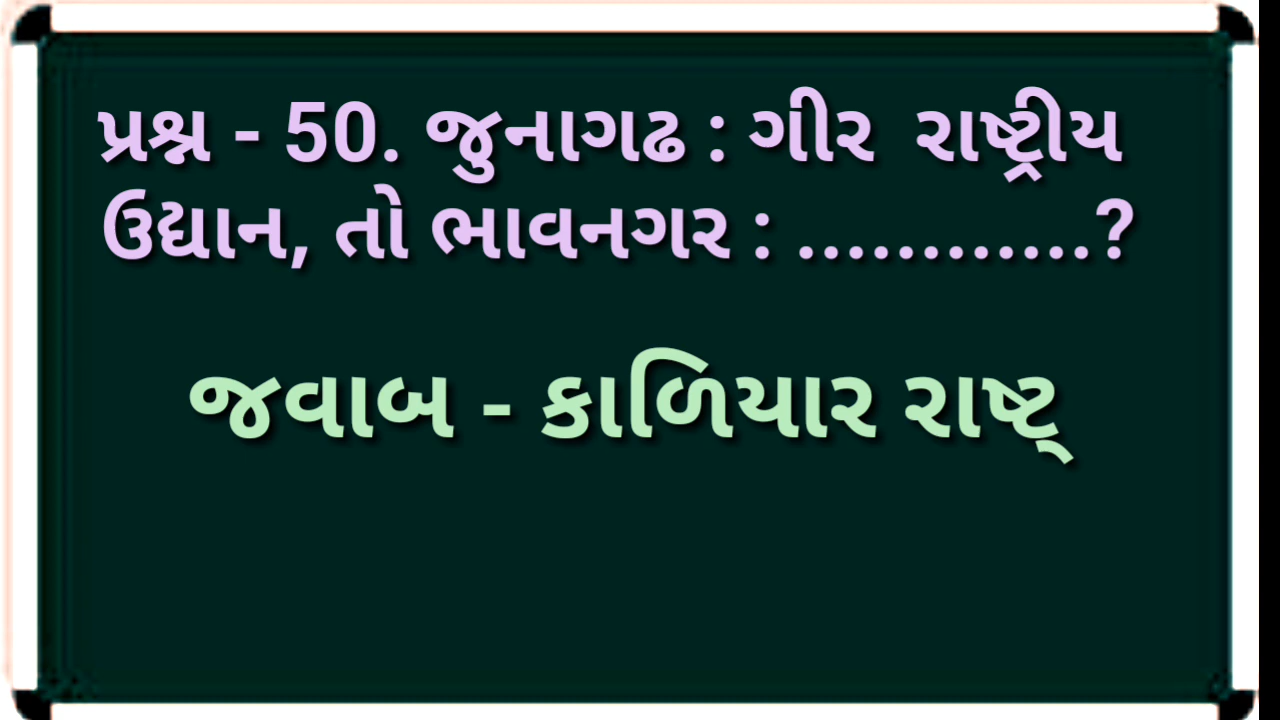 પ્રશ્ન - 50. જુનાગઢ : ગીર રાષ્ટ્રીય
ઉદ્યાન, તો ભાવનગર : ............?
જવાબ - કાળિયાર રાષ્ટ્